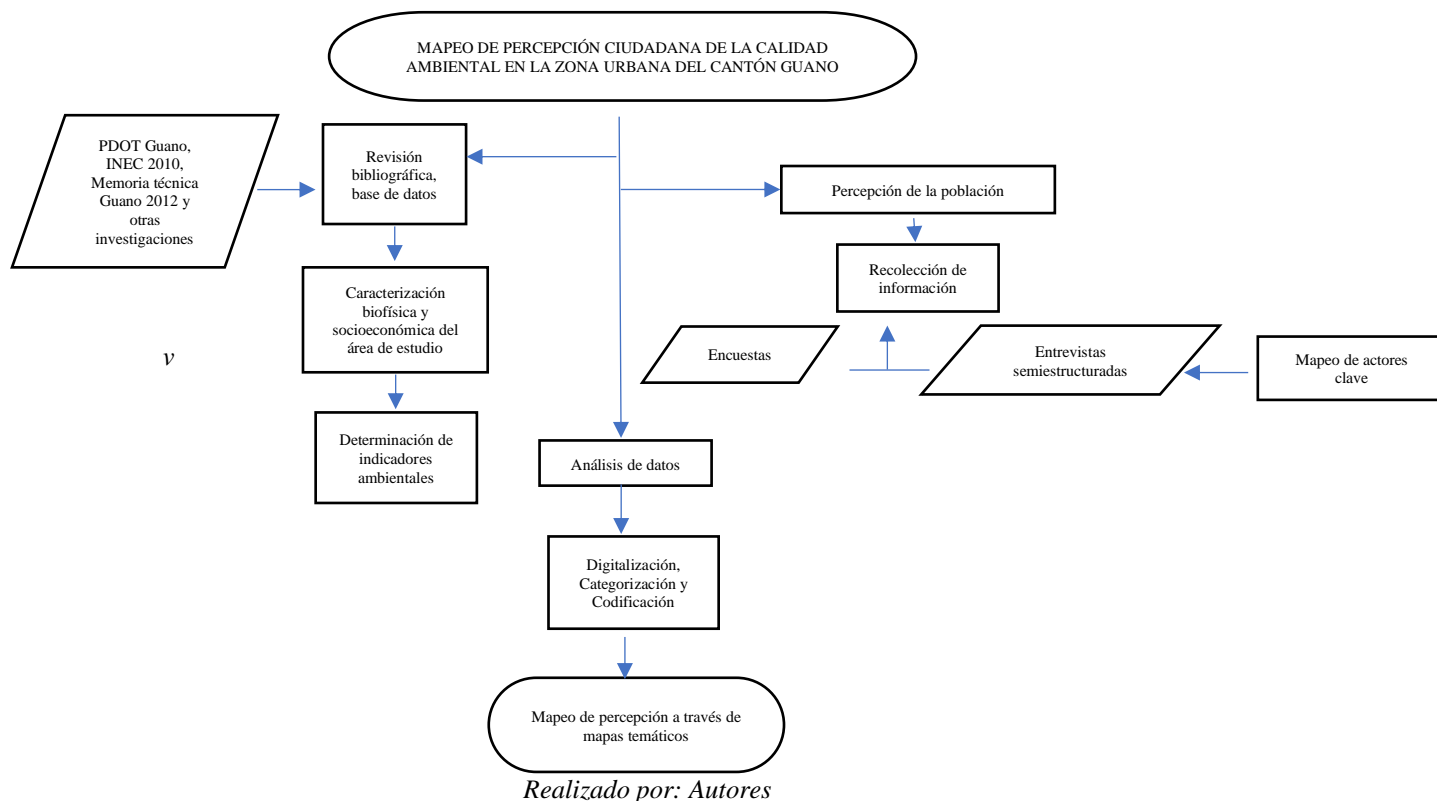 MAPEO DE PERCEPCIÓN CIUDADANA DE LA CALIDAD
AMBIENTAL EN LA ZONA URBANA DEL CANTÓN GUANO
PDOT Guano,
INEC 2010,
Memoria técnica
Guano 2012 y
otras
investigaciones
Revisión
bibliográfica,
base de datos
Caracterización
biofísica y
socioeconómica del
área de estudio
v
Determinación de
indicadores
ambientales
Percepción de la población
Recolección de
información
Encuestas
Entrevistas
semiestructuradas
Mapeo de actores
clave
Análisis de datos
Digitalización,
Categorización y
Codificación
Mapeo de percepción a través de
mapas temáticos
Realizado por: Autores